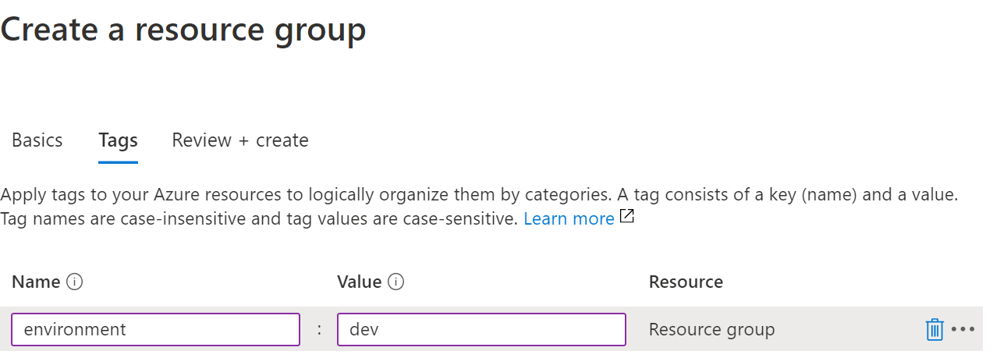 Create a resource group
Basics Tags Review + create
Apply tags to your Azure resources to logically organize them by categories. A tag consists of a key (name) and a value.
Tag names are case-insensitive and tag values are case-sensitive. Learn more
Name Value Resource
environment : dev Resource group